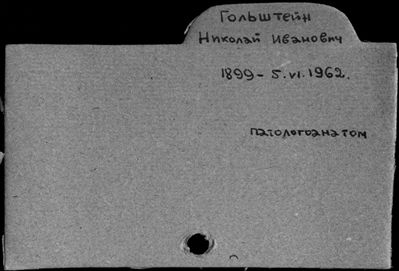 Гольштейн
Николай Иванович
1899 - 5.VI.1962.
патологоанатом